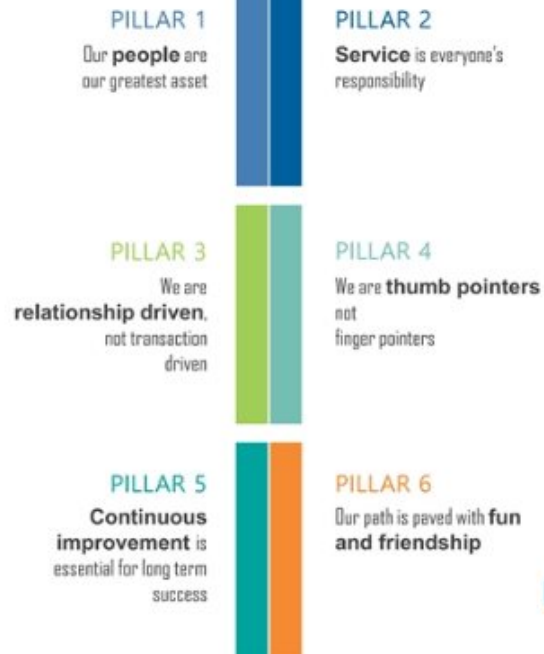 PILLAR 1
Our people are
our greatest asset
PILLAR 2
Service is everyone's
responsibility
PILLAR 3
We are
relationship driven,
not transaction
driven
PILLAR 4
We are thumb pointers
not
finger pointers
PILLAR 5
Continuous
improvement is
essential for long term
success
PILLAR 6
Our path is paved with fun
and friendship